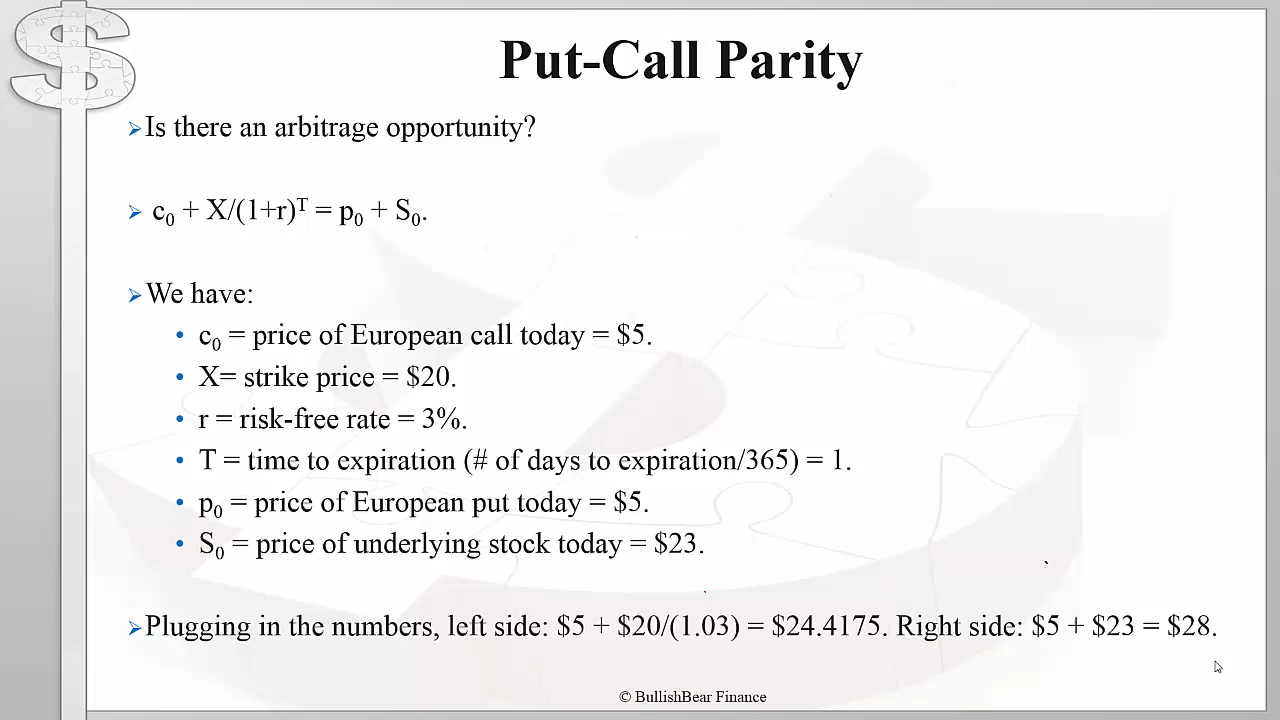 Put-Call Parity
➢Is there an arbitrage opportunity?
➢ c₀ + X/(1+r)ᵀ = p₀ + S₀.
➢We have:
• c₀ = price of European call today = $5.
• X= strike price = $20.
• r = risk-free rate = 3%.
• T = time to expiration (# of days to expiration/365) = 1.
• p₀ = price of European put today = $5.
• S₀ = price of underlying stock today = $23.
➢Plugging in the numbers, left side: $5 + $20/(1.03) = $24.4175. Right side: $5 + $23 = $28.
© BullishBear Finance